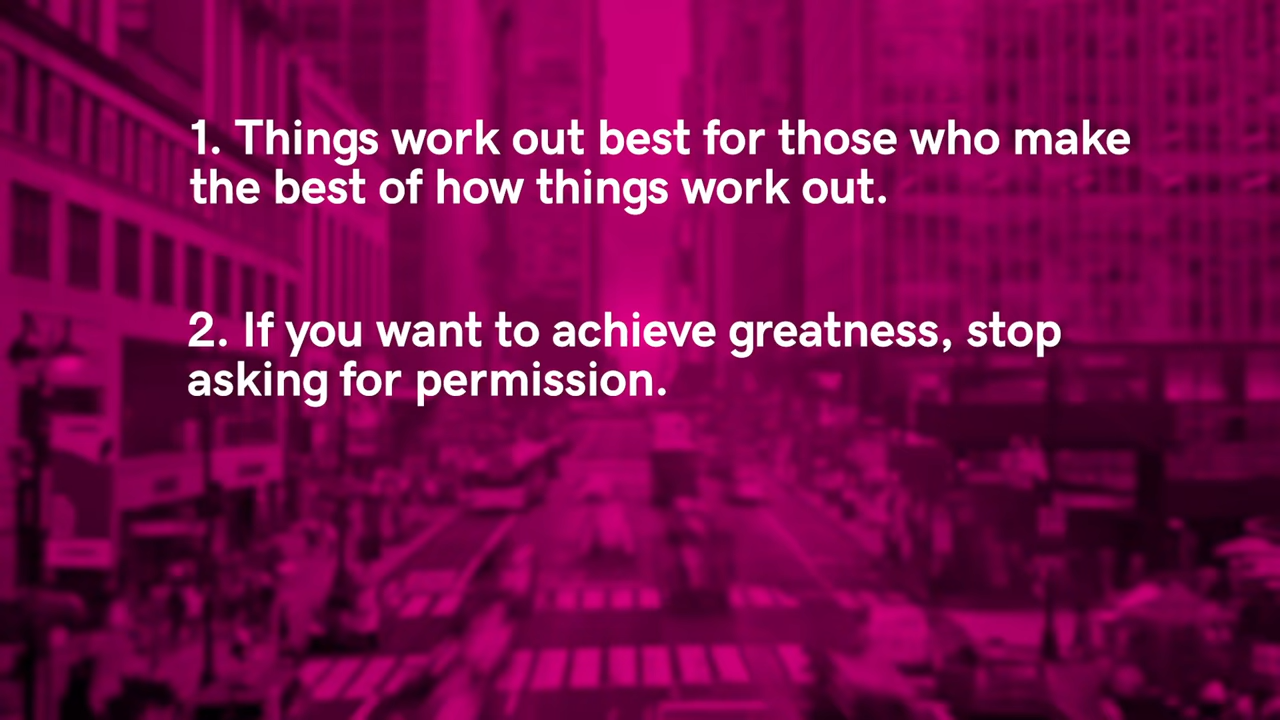 1. Things work out best for those who make
the best of how things work out.
2. If you want to achieve greatness, stop
asking for permission.